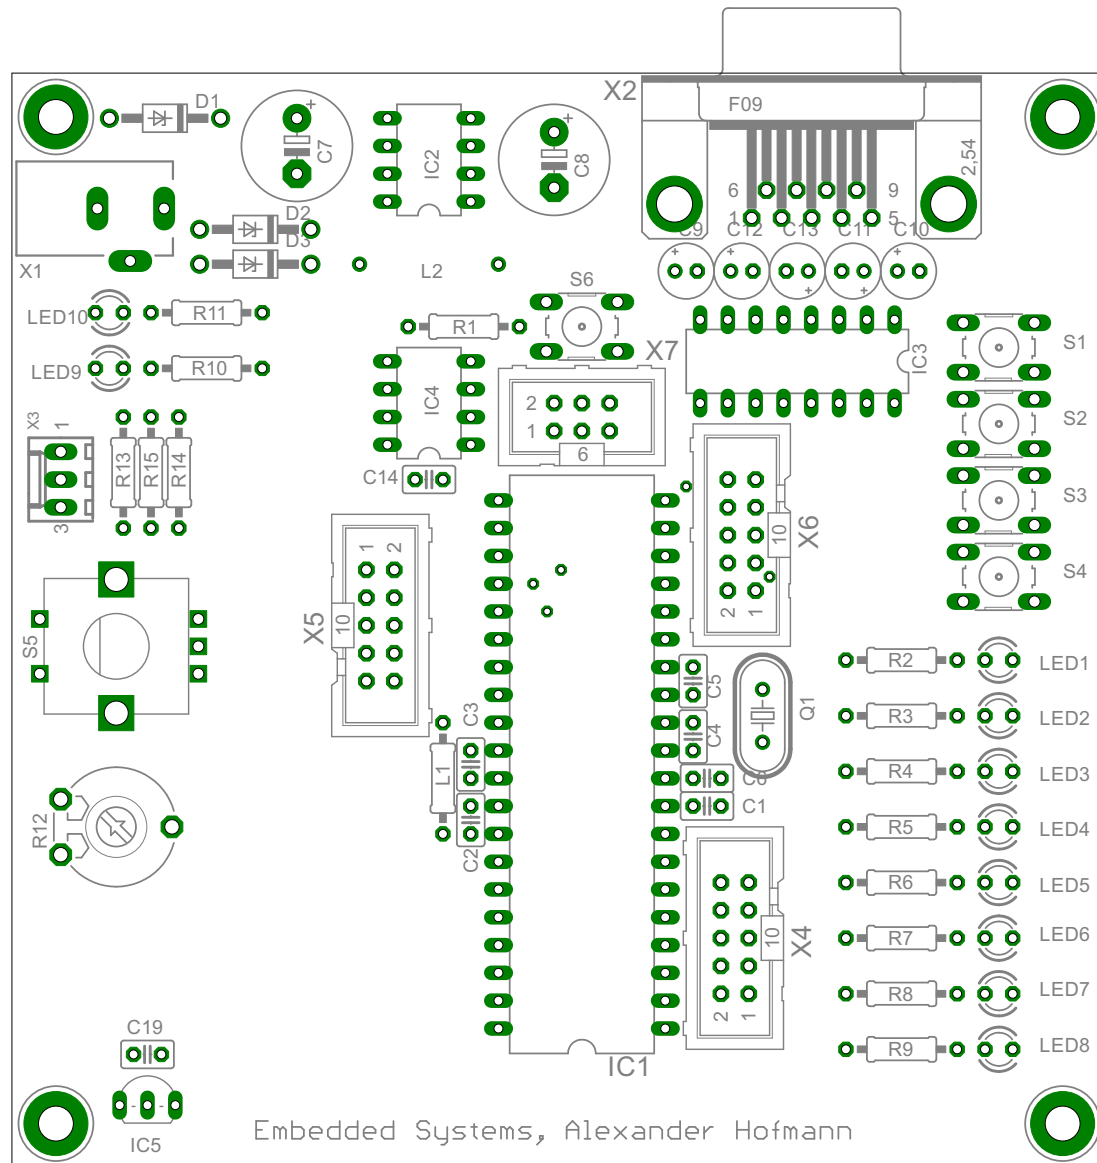 D1
C7
+
IC2
C8
+
X2
F09
2,54
6
9
1
5
X1
D2
D3
L2
S6
C9
C12
C13
C11
C10
+
+
+
+
+
LED10
R11
R1
X7
IC3
S1
LED9
R10
IC4
2
1
6
S2
X3
1
3
R13
R15
R14
C14
X6
10
2
1
S3
S4
X5
10
1
2
S5
C5
C4
Q1
C3
L1
C6
C1
C2
R12
R2
LED1
R3
LED2
R4
LED3
R5
LED4
R6
LED5
R7
LED6
R8
LED7
R9
LED8
X4
10
2
1
IC1
C19
IC5
Embedded Systems, Alexander Hofmann